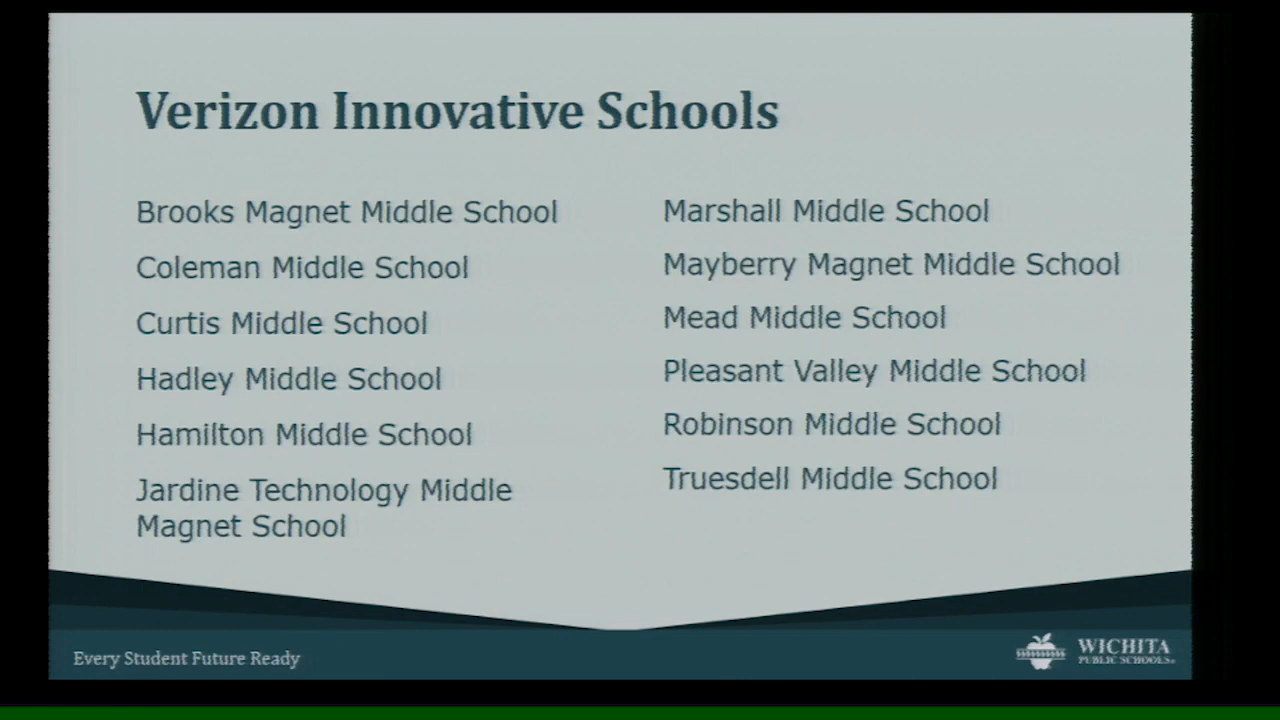 Verizon Innovative Schools
Brooks Magnet Middle School
Coleman Middle School
Curtis Middle School
Hadley Middle School
Hamilton Middle School
Jardine Technology Middle
Magnet School
Marshall Middle School
Mayberry Magnet Middle School
Mead Middle School
Pleasant Valley Middle School
Robinson Middle School
Truesdell Middle School
Every Student Future Ready
WICHITA
PUBLIC SCHOOLS